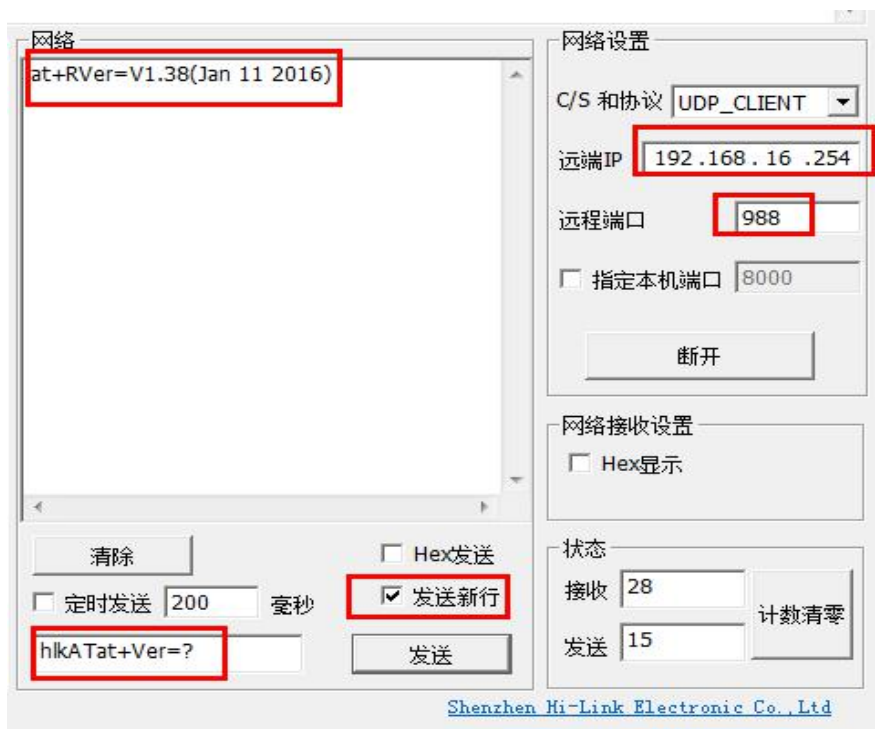 网络
at+RVer=V1.38(Jan 11 2016)
清除
Hex发送
定时发送 200 毫秒
发送新行
hlkATat+Ver=?
发送
网络设置
C/S 和协议 UDP_CLIENT
远端IP 192.168.16.254
远程端口 988
指定本机端口 8000
断开
网络接收设置
Hex显示
状态
接收 28
发送 15
计数清零
Shenzhen Hi-Link Electronic Co.,Ltd